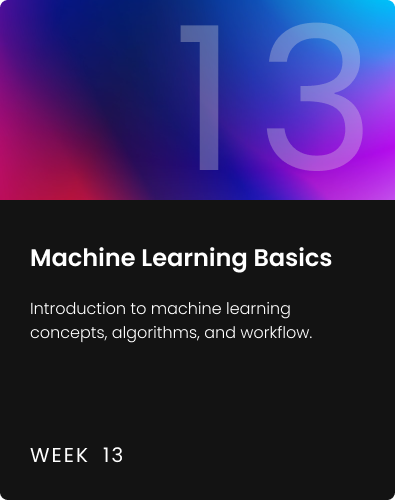 13
Machine Learning Basics
Introduction to machine learning
concepts, algorithms, and workflow.
WEEK 13